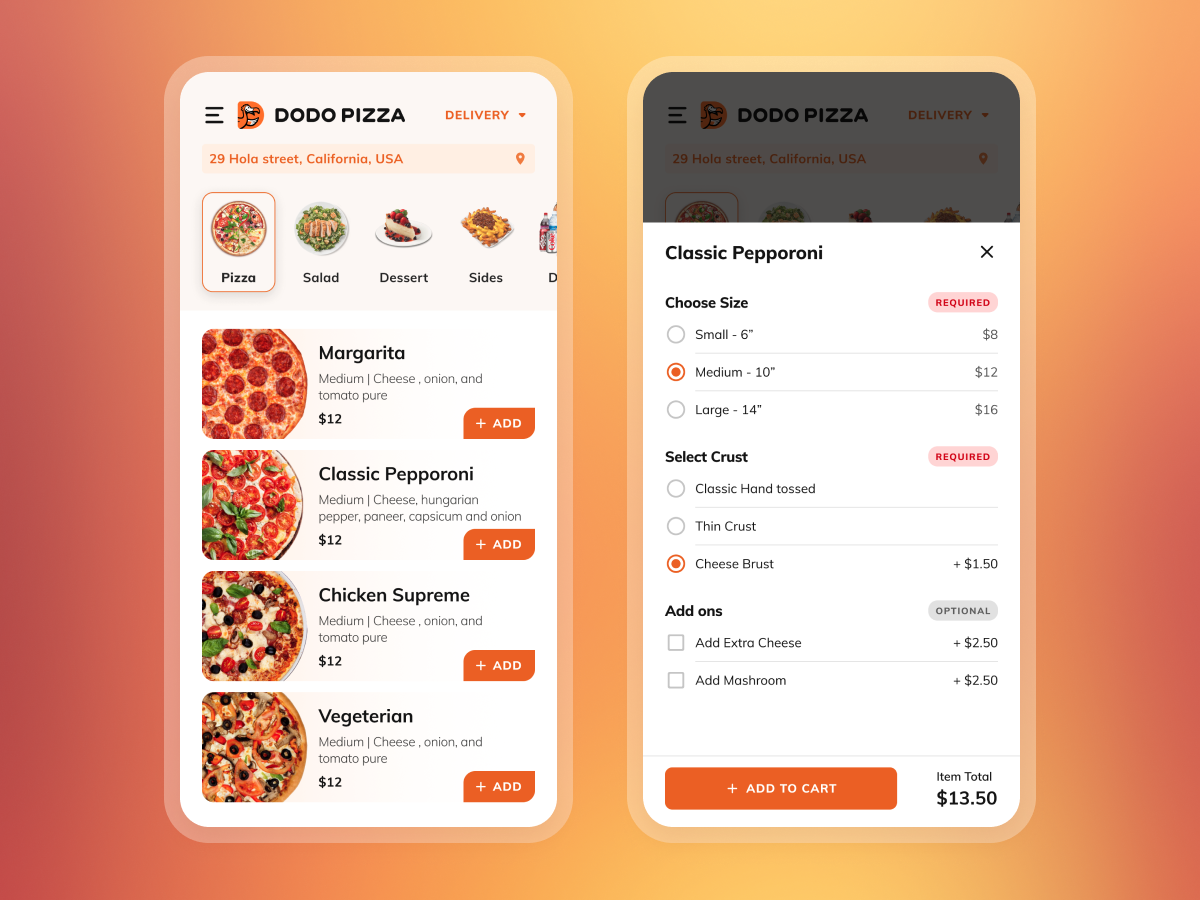 DODO PIZZA
DELIVERY
29 Hola street, California, USA
Pizza
Salad
Dessert
Sides
D
Margarita
Medium | Cheese , onion, and
tomato pure
$12
+ ADD
Classic Pepporoni
Medium | Cheese, hungarian
pepper, paneer, capsicum and onion
$12
+ ADD
Chicken Supreme
Medium | Cheese , onion, and
tomato pure
$12
+ ADD
Vegeterian
Medium | Cheese , onion, and
tomato pure
$12
+ ADD
DODO PIZZA
DELIVERY
29 Hola street, California, USA
Classic Pepporoni
Choose Size
REQUIRED
Small - 6”
$8
Medium - 10”
$12
Large - 14”
$16
Select Crust
REQUIRED
Classic Hand tossed
Thin Crust
Cheese Brust
+ $1.50
Add ons
OPTIONAL
Add Extra Cheese
+ $2.50
Add Mashroom
+ $2.50
+ ADD TO CART
Item Total
$13.50